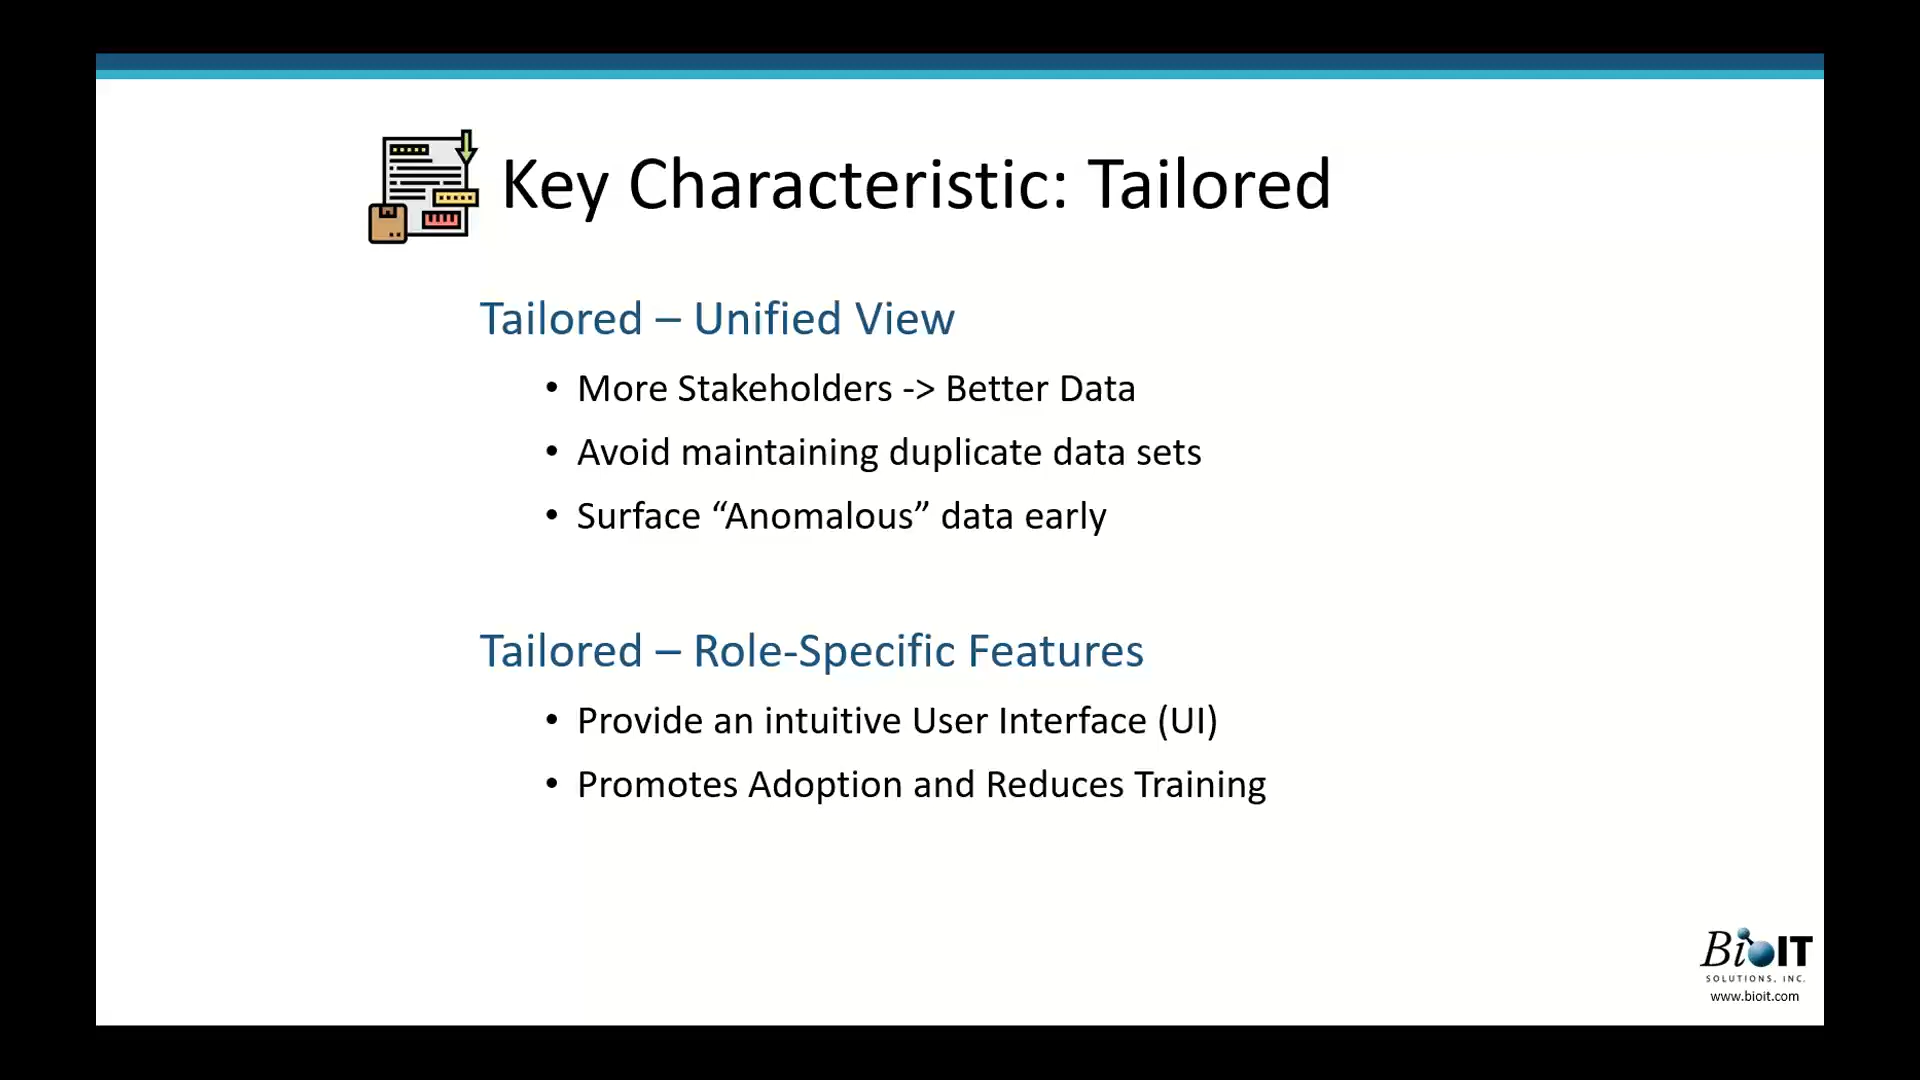 Key Characteristic: Tailored
Tailored – Unified View
• More Stakeholders -> Better Data
• Avoid maintaining duplicate data sets
• Surface “Anomalous” data early
Tailored – Role-Specific Features
• Provide an intuitive User Interface (UI)
• Promotes Adoption and Reduces Training
BioIT
SOLUTIONS, INC.
www.bioit.com